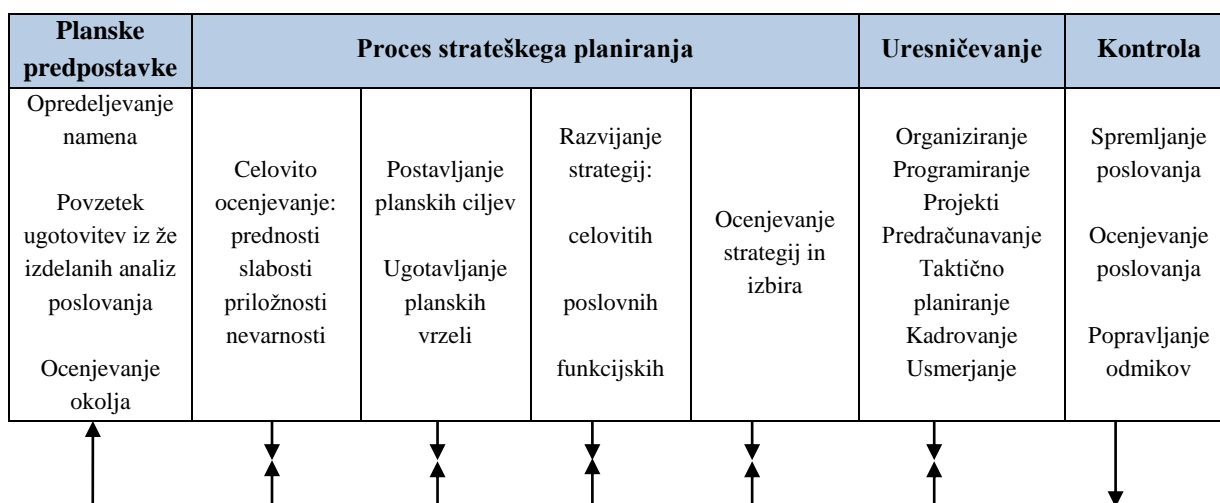 Planske
predpostavke
Proces strateškega planiranja
Uresničevanje
Kontrola
Opredeljevanje
namena
Povzetek
ugotovitev iz že
izdelanih analiz
poslovanja
Ocenjevanje
okolja
Celovito
ocenjevanje:
prednosti
slabosti
priložnosti
nevarnosti
Postavljanje
planskih ciljev
Ugotavljanje
planskih
vrzeli
Razvijanje
strategij:
celovitih
poslovnih
funkcijskih
Ocenjevanje
strategij in
izbira
Organiziranje
Programiranje
Projekti
Predračunavanje
Taktično
planiranje
Kadrovanje
Usmerjanje
Spremljanje
poslovanja
Ocenjevanje
poslovanja
Popravljanje
odmikov